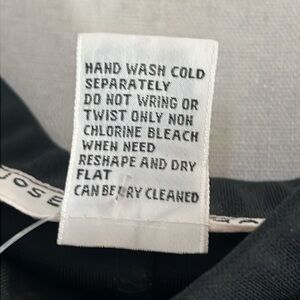 HAND WASH COLD
SEPARATELY
DO NOT WRING OR
TWIST ONLY NON
CHLORINE BLEACH
WHEN NEED
RESHAPE AND DRY
FLAT
CAN BE DRY CLEANED
JOSE